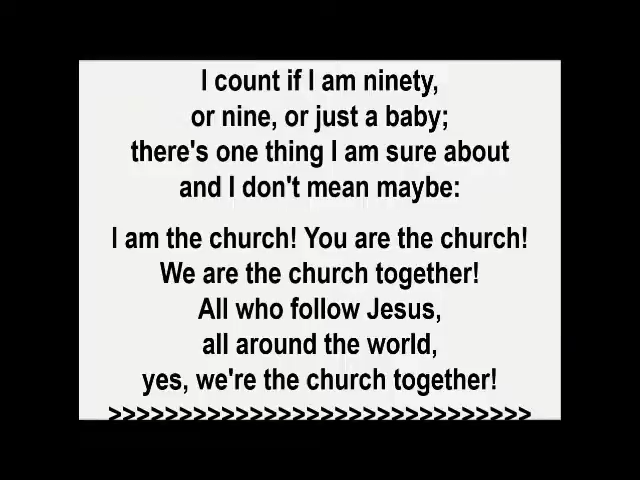 I count if I am ninety,
or nine, or just a baby;
there's one thing I am sure about
and I don't mean maybe:
I am the church! You are the church!
We are the church together!
All who follow Jesus,
all around the world,
yes, we're the church together!
>>>>>>>>>>>>>>>>>>>>>>>>>>>>>>